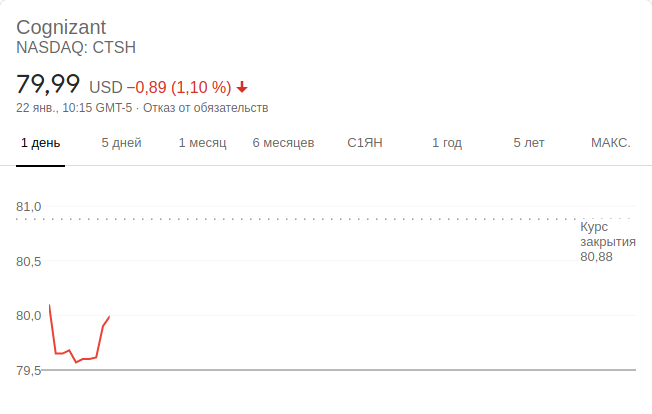 Cognizant
NASDAQ: CTSH
79,99 USD −0,89 (1,10 %)
22 янв., 10:15 GMT-5 · Отказ от обязательств
1 день 5 дней 1 месяц 6 месяцев С1ЯН 1 год 5 лет МАКС.
81,0
Курс
закрытия
80,88
80,5
80,0
79,5